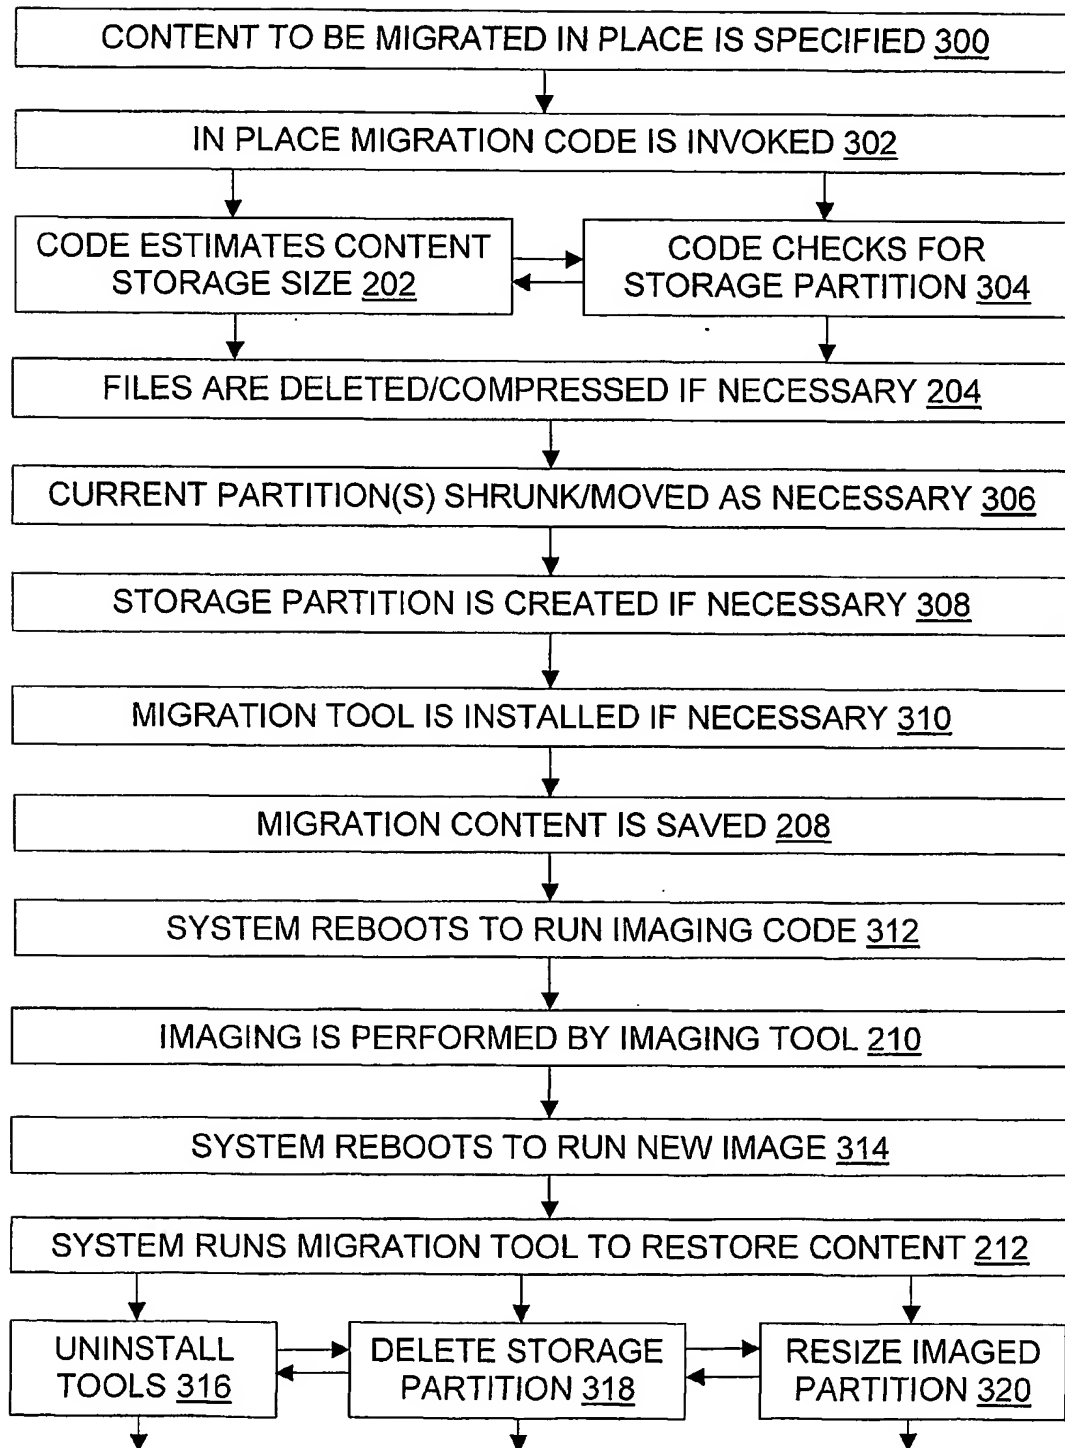 CONTENT TO BE MIGRATED IN PLACE IS SPECIFIED 300
IN PLACE MIGRATION CODE IS INVOKED 302
CODE ESTIMATES CONTENT
STORAGE SIZE 202
CODE CHECKS FOR
STORAGE PARTITION 304
FILES ARE DELETED/COMPRESSED IF NECESSARY 204
CURRENT PARTITION(S) SHRUNK/MOVED AS NECESSARY 306
STORAGE PARTITION IS CREATED IF NECESSARY 308
MIGRATION TOOL IS INSTALLED IF NECESSARY 310
MIGRATION CONTENT IS SAVED 208
SYSTEM REBOOTS TO RUN IMAGING CODE 312
IMAGING IS PERFORMED BY IMAGING TOOL 210
SYSTEM REBOOTS TO RUN NEW IMAGE 314
SYSTEM RUNS MIGRATION TOOL TO RESTORE CONTENT 212
UNINSTALL
TOOLS 316
DELETE STORAGE
PARTITION 318
RESIZE IMAGED
PARTITION 320